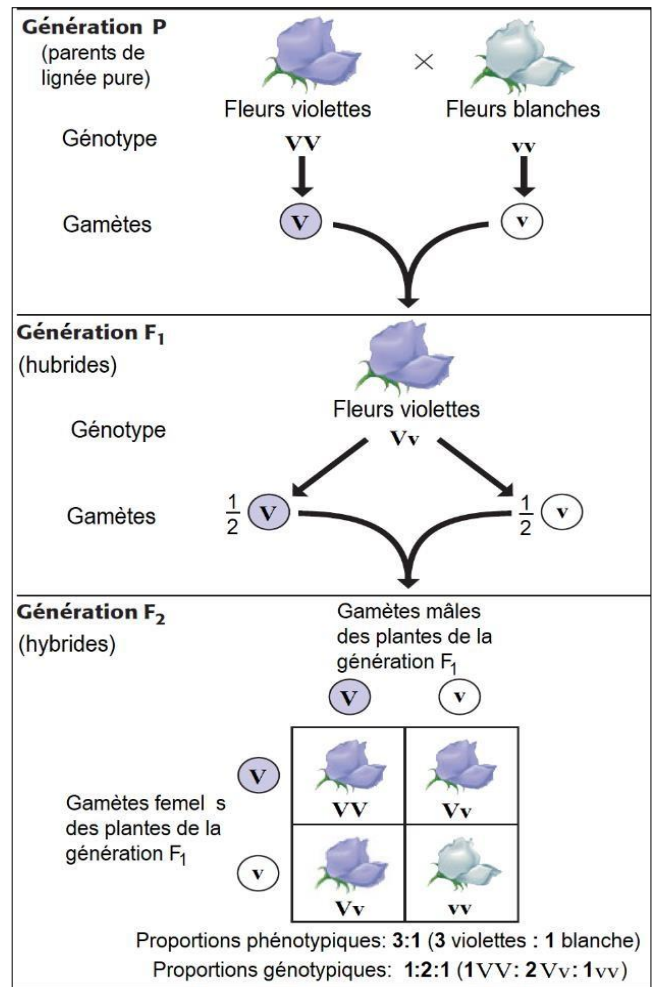 Génération P
(parents de
lignée pure)
×
Fleurs violettes
Fleurs blanches
Génotype
VV
vv
Gamètes
V
v
Génération F1
(hubrides)
Fleurs violettes
Génotype
Vv
Gamètes
1/2 V
1/2 v
Génération F2
(hybrides)
Gamètes mâles
des plantes de la
génération F1
V
v
V
Gamètes femel s
des plantes de la
génération F1
v
VV
Vv
Vv
vv
Proportions phénotypiques: 3:1 (3 violettes : 1 blanche)
Proportions génotypiques: 1:2:1 (1VV: 2Vv: 1vv)